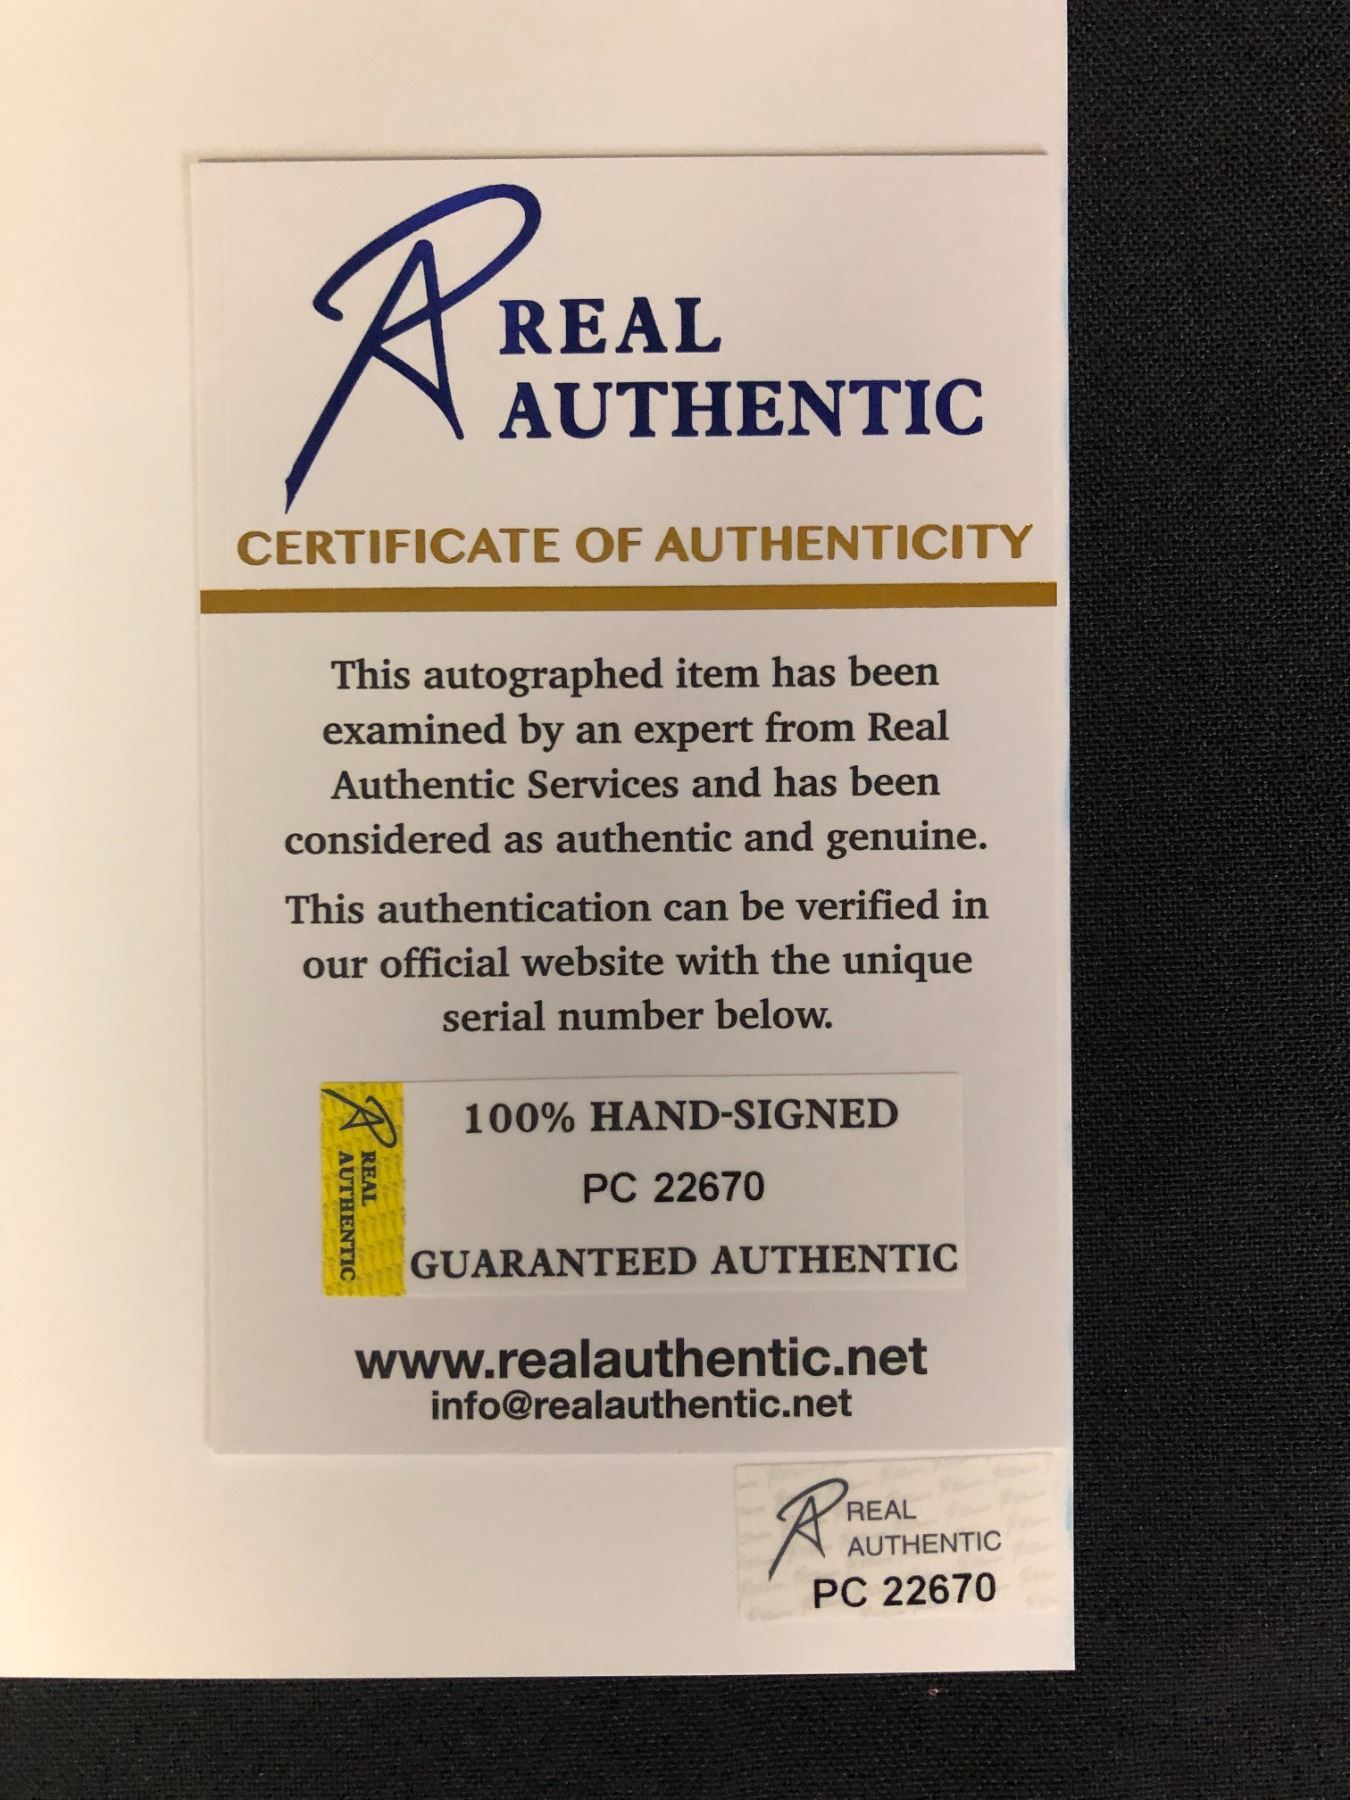 REAL
AUTHENTIC
CERTIFICATE OF AUTHENTICITY
This autographed item has been
examined by an expert from Real
Authentic Services and has been
considered as authentic and genuine.
This authentication can be verified in
our official website with the unique
serial number below.
REAL
AUTHENTIC
100% HAND-SIGNED
PC 22670
GUARANTEED AUTHENTIC
www.realauthentic.net
info@realauthentic.net
REAL
AUTHENTIC
PC 22670